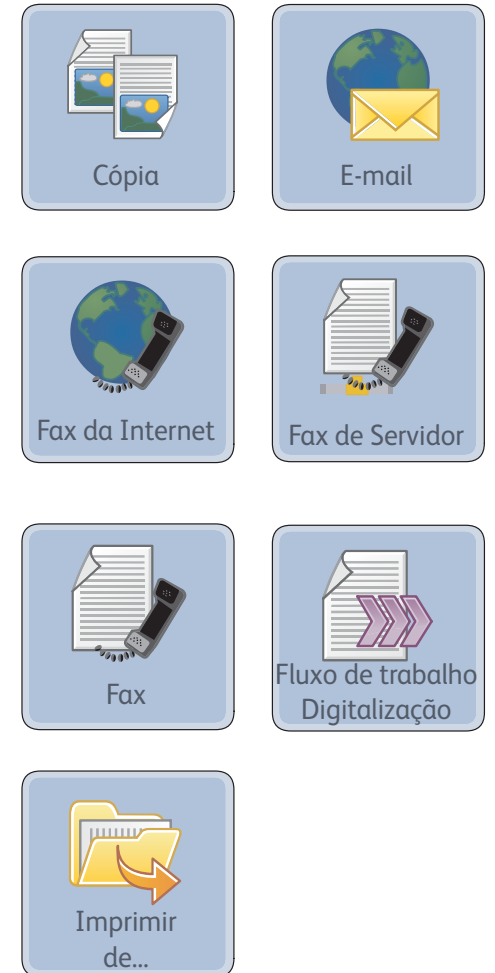 Cópia
E-mail
Fax da Internet
Fax de Servidor
Fax
Fluxo de trabalho
Digitalização
Imprimir
de...